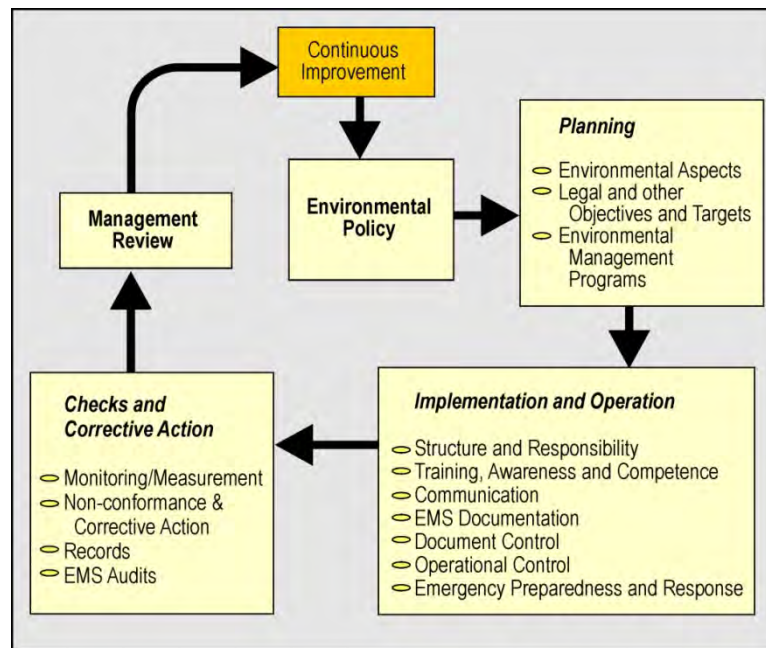 Continuous
Improvement
Environmental
Policy
Planning
Environmental Aspects
Legal and other
Objectives and Targets
Environmental
Management
Programs
Implementation and Operation
Structure and Responsibility
Training, Awareness and Competence
Communication
EMS Documentation
Document Control
Operational Control
Emergency Preparedness and Response
Checks and
Corrective Action
Monitoring/Measurement
Non-conformance &
Corrective Action
Records
EMS Audits
Management
Review